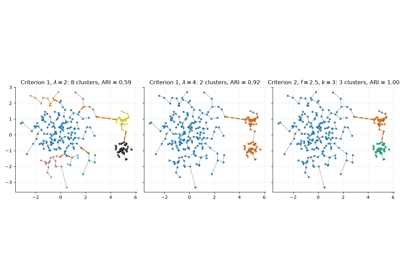 Criterion 1, λ = 2: 8 clusters, ARI = 0.59
Criterion 1, λ = 4: 2 clusters, ARI = 0.92
Criterion 2, f = 2.5, k = 3: 3 clusters, ARI = 1.00
3
2
1
0
−1
−2
−3
−2 0 2 4 6
−2 0 2 4 6
−2 0 2 4 6